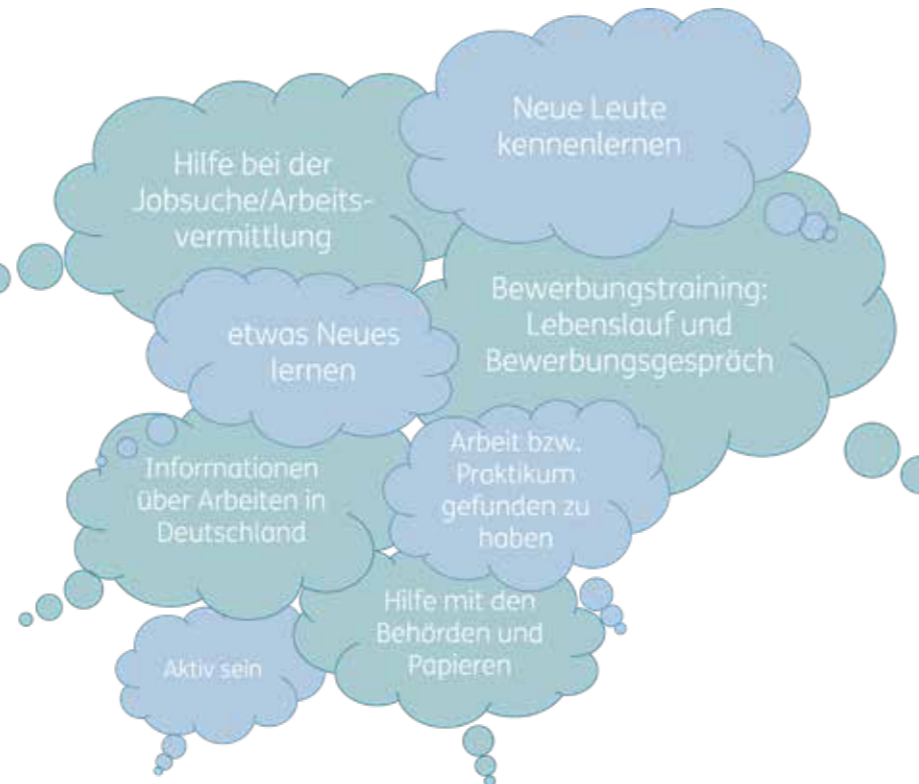 Neue Leute
kennenlernen
Hilfe bei der
Jobsuche/Arbeits-
vermittlung
Bewerbungstraining:
Lebenslauf und
Bewerbungsgespräch
etwas Neues
lernen
Arbeit bzw.
Praktikum
gefunden zu
haben
Informationen
über Arbeiten in
Deutschland
Hilfe mit den
Behörden und
Papieren
Aktiv sein